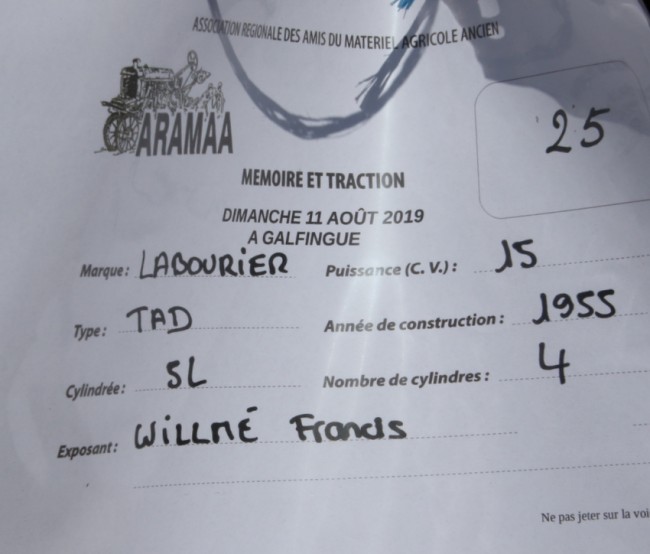 ASSOCIATION REGIONALE DES AMIS DU MATERIEL AGRICOLE ANCIEN
ARAMAA
25
MEMOIRE ET TRACTION
DIMANCHE 11 AOÛT 2019
A GALFINGUE
Marque: LABOURIER Puissance (C. V.) : 15
Type: TAD Année de construction : 1955
Cylindrée: 5L Nombre de cylindres : 4
Exposant: WILLMÉ Francis
Ne pas jeter sur la voi